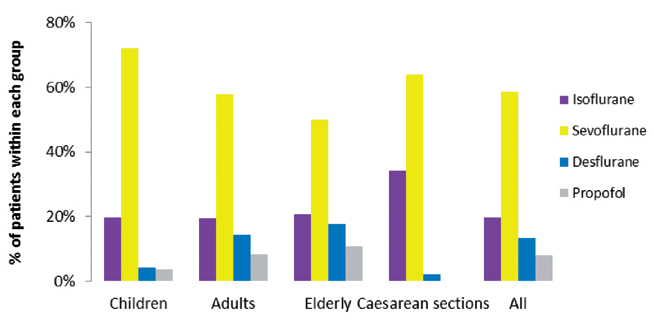 % of patients within each group
80%
60%
40%
20%
0%
Children Adults Elderly Caesarean sections All
Isoflurane
Sevoflurane
Desflurane
Propofol